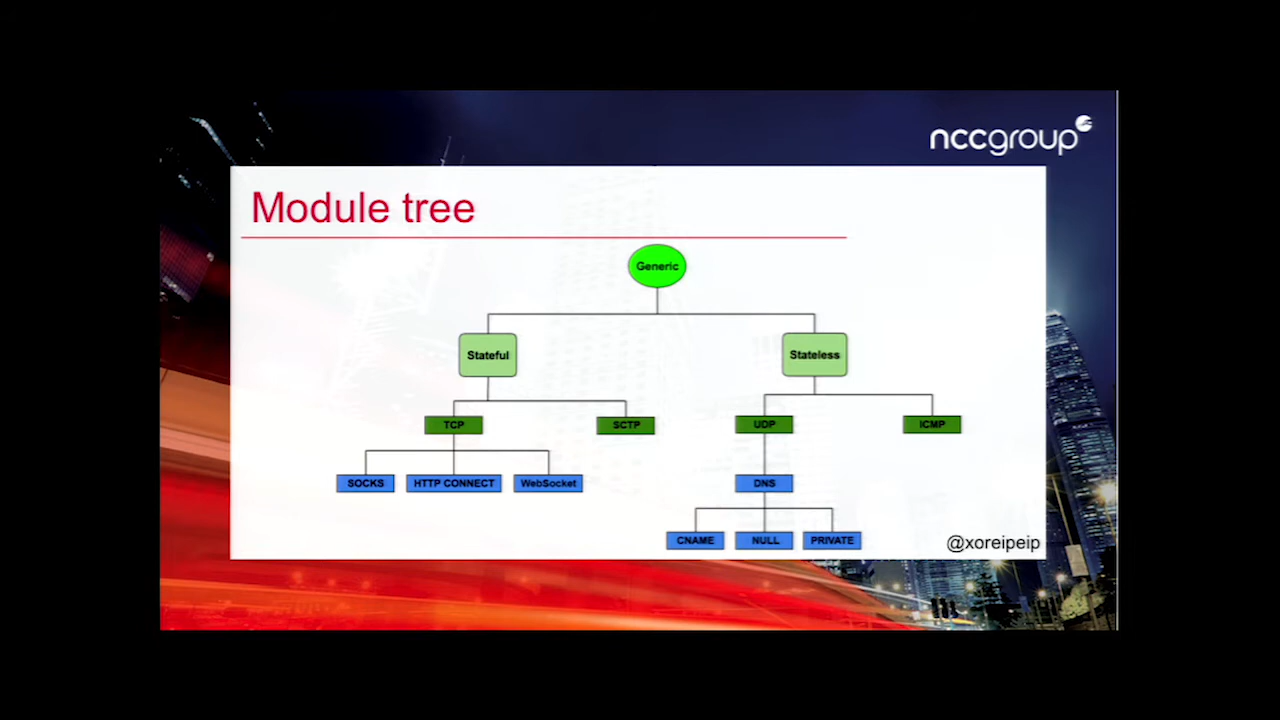 nccgroup
Module tree
Generic
Stateful
Stateless
TCP
SCTP
UDP
ICMP
SOCKS
HTTP CONNECT
WebSocket
DNS
CNAME
NULL
PRIVATE
@xoreipeip